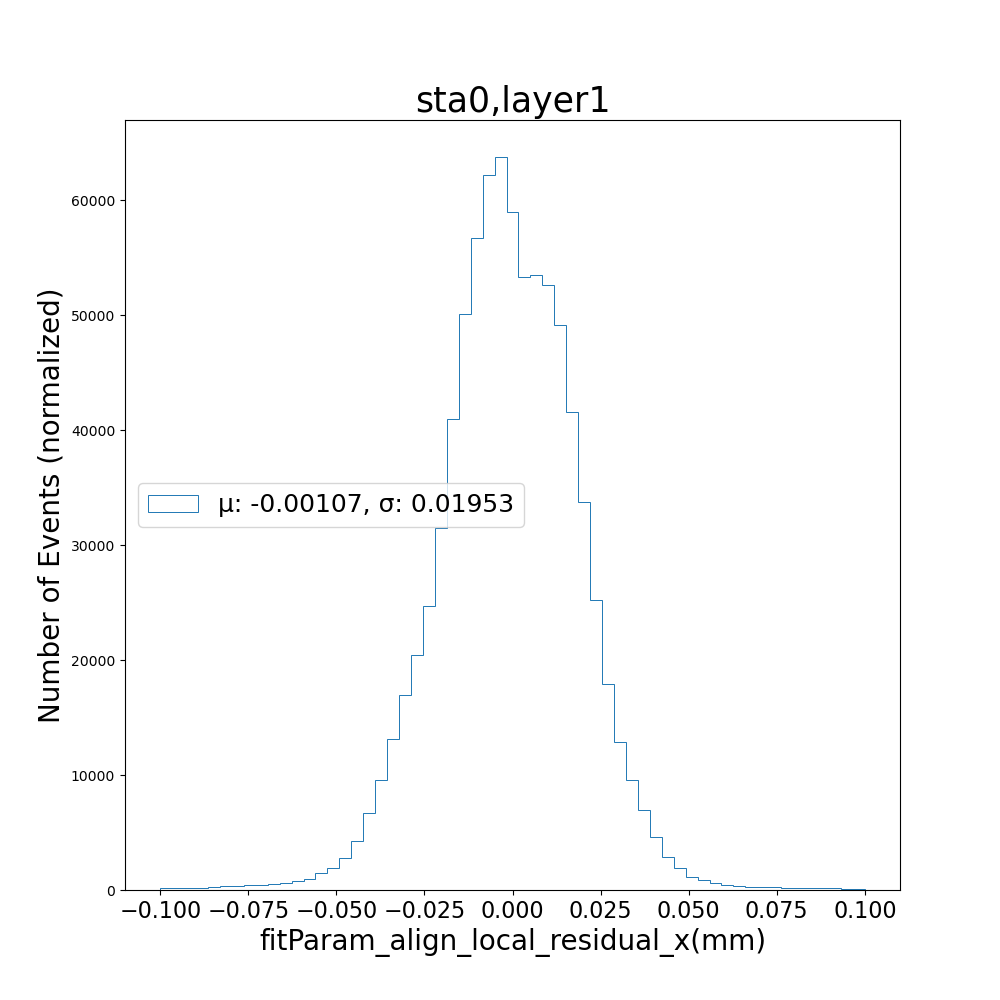 sta0,layer1
Number of Events (normalized)
60000
50000
40000
30000
20000
10000
0
μ: -0.00107, σ: 0.01953
−0.100 −0.075 −0.050 −0.025 0.000 0.025 0.050 0.075 0.100
fitParam_align_local_residual_x(mm)